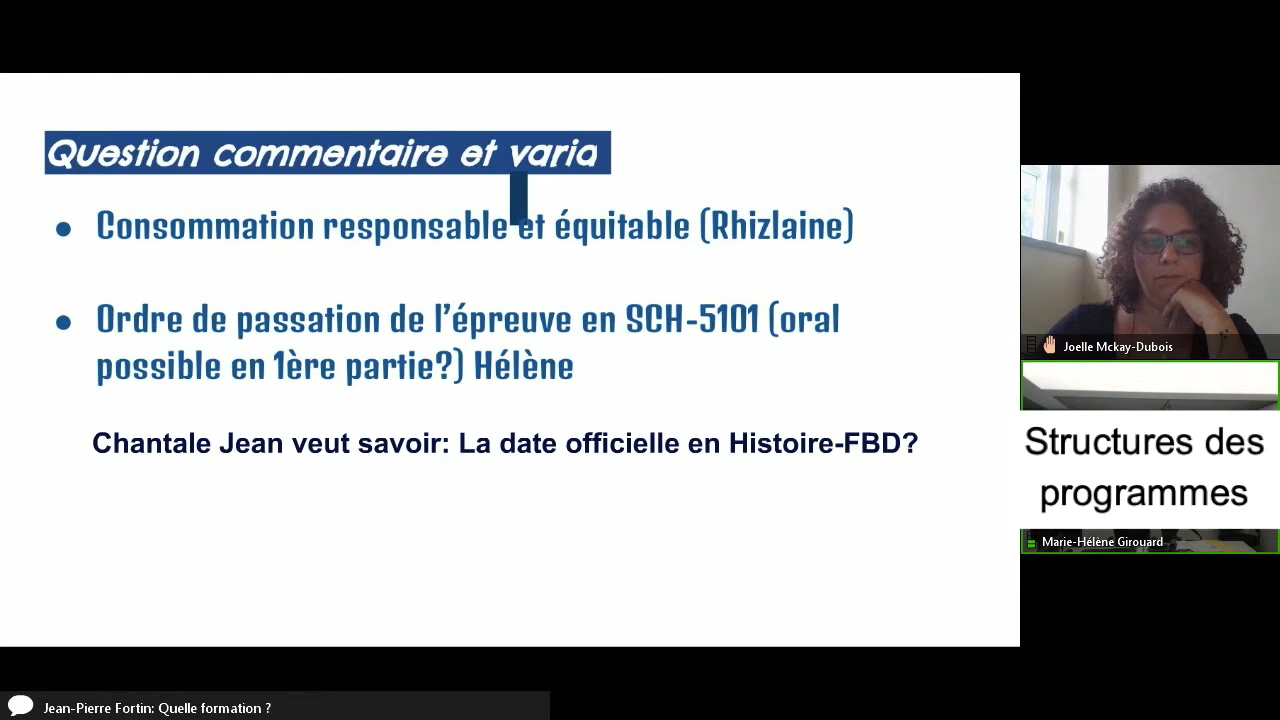 Question commentaire et varia
Consommation responsable et équitable (Rhizlaine)
Ordre de passation de l'épreuve en SCH-5101 (oral
possible en 1ère partie?) Hélène
Chantale Jean veut savoir: La date officielle en Histoire-FBD?
Joelle Mckay-Dubois
Structures des
programmes
Marie-Hélène Girouard
Jean-Pierre Fortin: Quelle formation ?